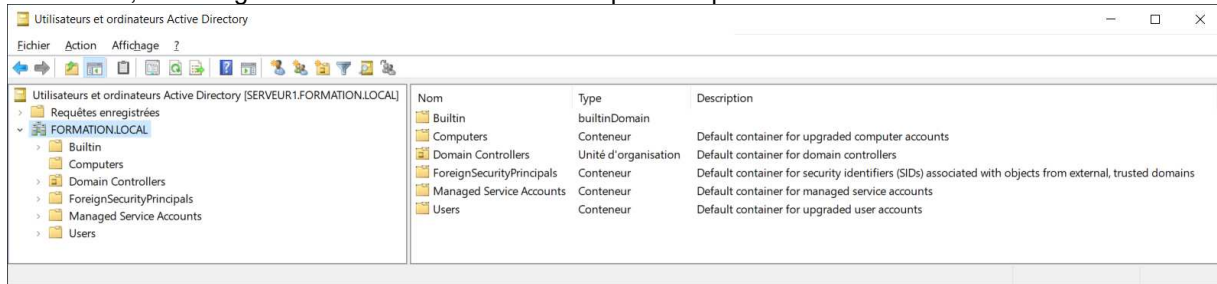 Utilisateurs et ordinateurs Active Directory
Fichier Action Affichage ?
Utilisateurs et ordinateurs Active Directory [SERVEUR1.FORMATION.LOCAL]
Requêtes enregistrées
FORMATION.LOCAL
Builtin
Computers
Domain Controllers
ForeignSecurityPrincipals
Managed Service Accounts
Users
Nom Type Description
Builtin builtinDomain
Computers Conteneur Default container for upgraded computer accounts
Domain Controllers Unité d'organisation Default container for domain controllers
ForeignSecurityPrincipals Conteneur Default container for security identifiers (SIDs) associated with objects from external, trusted domains
Managed Service Accounts Conteneur Default container for managed service accounts
Users Conteneur Default container for upgraded user accounts